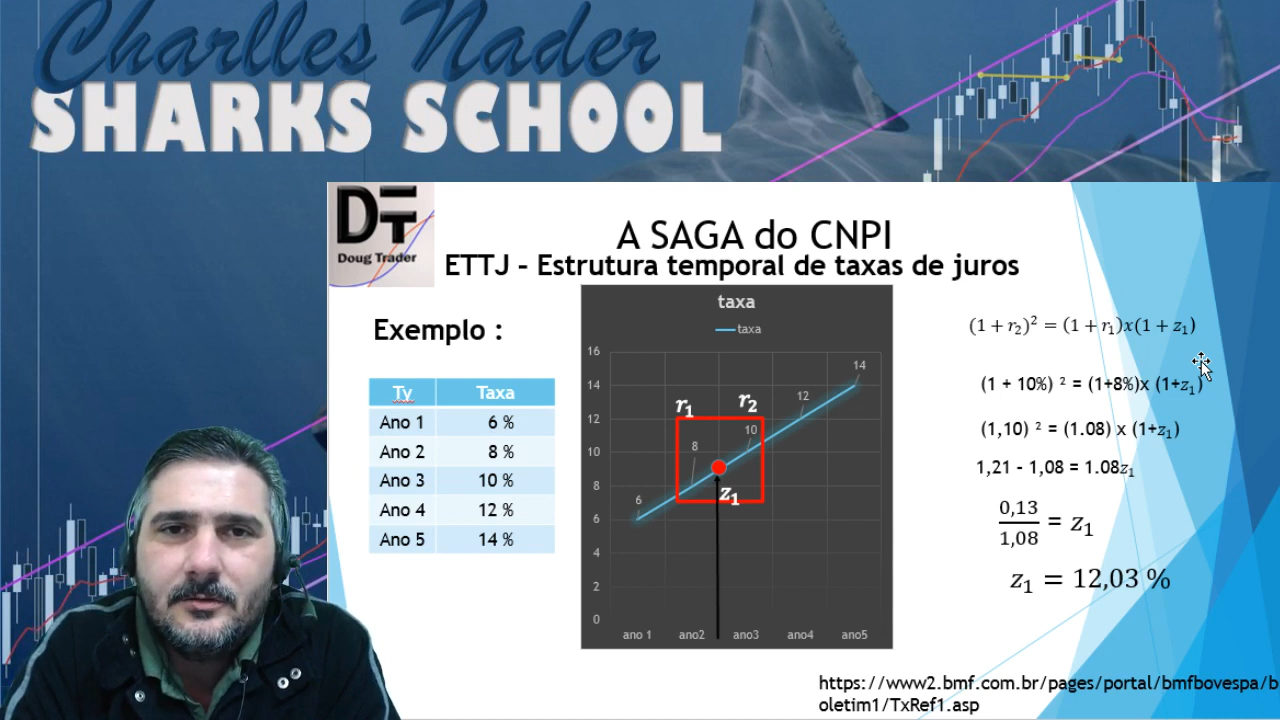 Charlles Nader
SHARKS SCHOOL
DT
Doug Trader
A SAGA do CNPI
ETTJ - Estrutura temporal de taxas de juros
Exemplo :
Tv Taxa
Ano 1 6 %
Ano 2 8 %
Ano 3 10 %
Ano 4 12 %
Ano 5 14 %
taxa
taxa
16
14
12
10
8
6
4
2
0
6
8
10
12
14
r₁ r₂
z₁
ano 1 ano2 ano3 ano4 ano5
(1 + r₂)² = (1 + r₁)x(1 + z₁)
(1 + 10%) ² = (1+8%)x (1+z₁)
(1,10) ² = (1.08) x (1+z₁)
1,21 - 1,08 = 1.08z₁
0,13
1,08
= z₁
z₁ = 12,03 %
https://www2.bmf.com.br/pages/portal/bmfbovespa/b
oletim1/TxRef1.asp